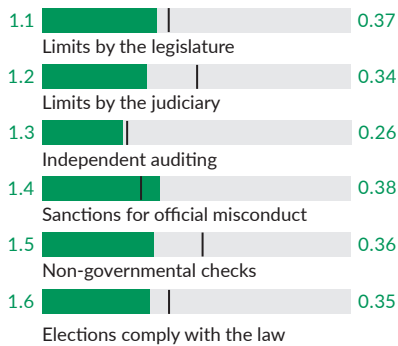 1.1 0.37
Limits by the legislature
1.2 0.34
Limits by the judiciary
1.3 0.26
Independent auditing
1.4 0.38
Sanctions for official misconduct
1.5 0.36
Non-governmental checks
1.6 0.35
Elections comply with the law